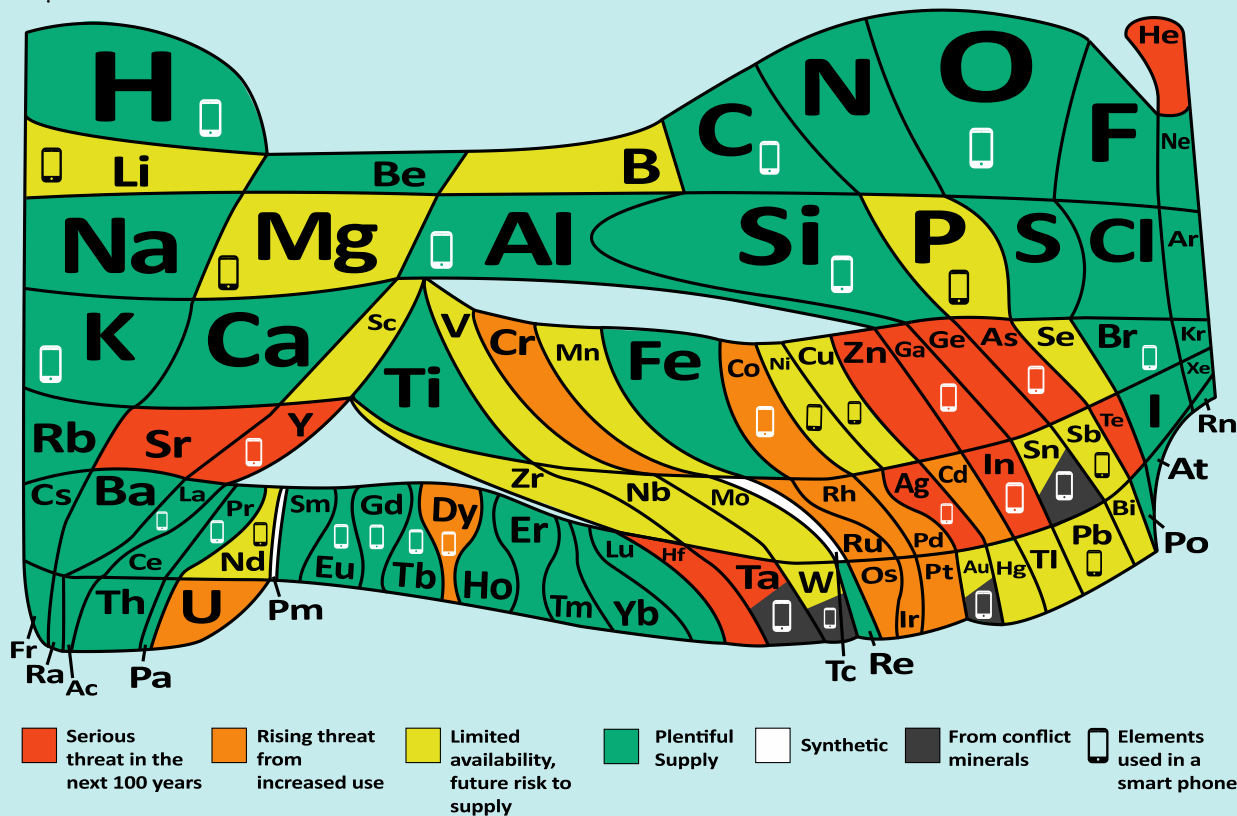 H
He
Li
Be
B
C
N
O
F
Ne
Na
Mg
Al
Si
P
S
Cl
Ar
K
Ca
Sc
Ti
V
Cr
Mn
Fe
Co
Ni
Cu
Zn
Ga
Ge
As
Se
Br
Kr
Rb
Sr
Y
Zr
Nb
Mo
Tc
Ru
Rh
Pd
Ag
Cd
In
Sn
Sb
Te
I
Xe
Cs
Ba
La
Ce
Pr
Nd
Pm
Sm
Eu
Gd
Tb
Dy
Ho
Er
Tm
Yb
Lu
Hf
Ta
W
Re
Os
Ir
Pt
Au
Hg
Tl
Pb
Bi
Po
At
Rn
Fr
Ra
Ac
Th
Pa
U
Serious
threat in the
next 100 years
Rising threat
from
increased use
Limited
availability,
future risk to
supply
Plentiful
Supply
Synthetic
From conflict
minerals
Elements
used in a
smart phone